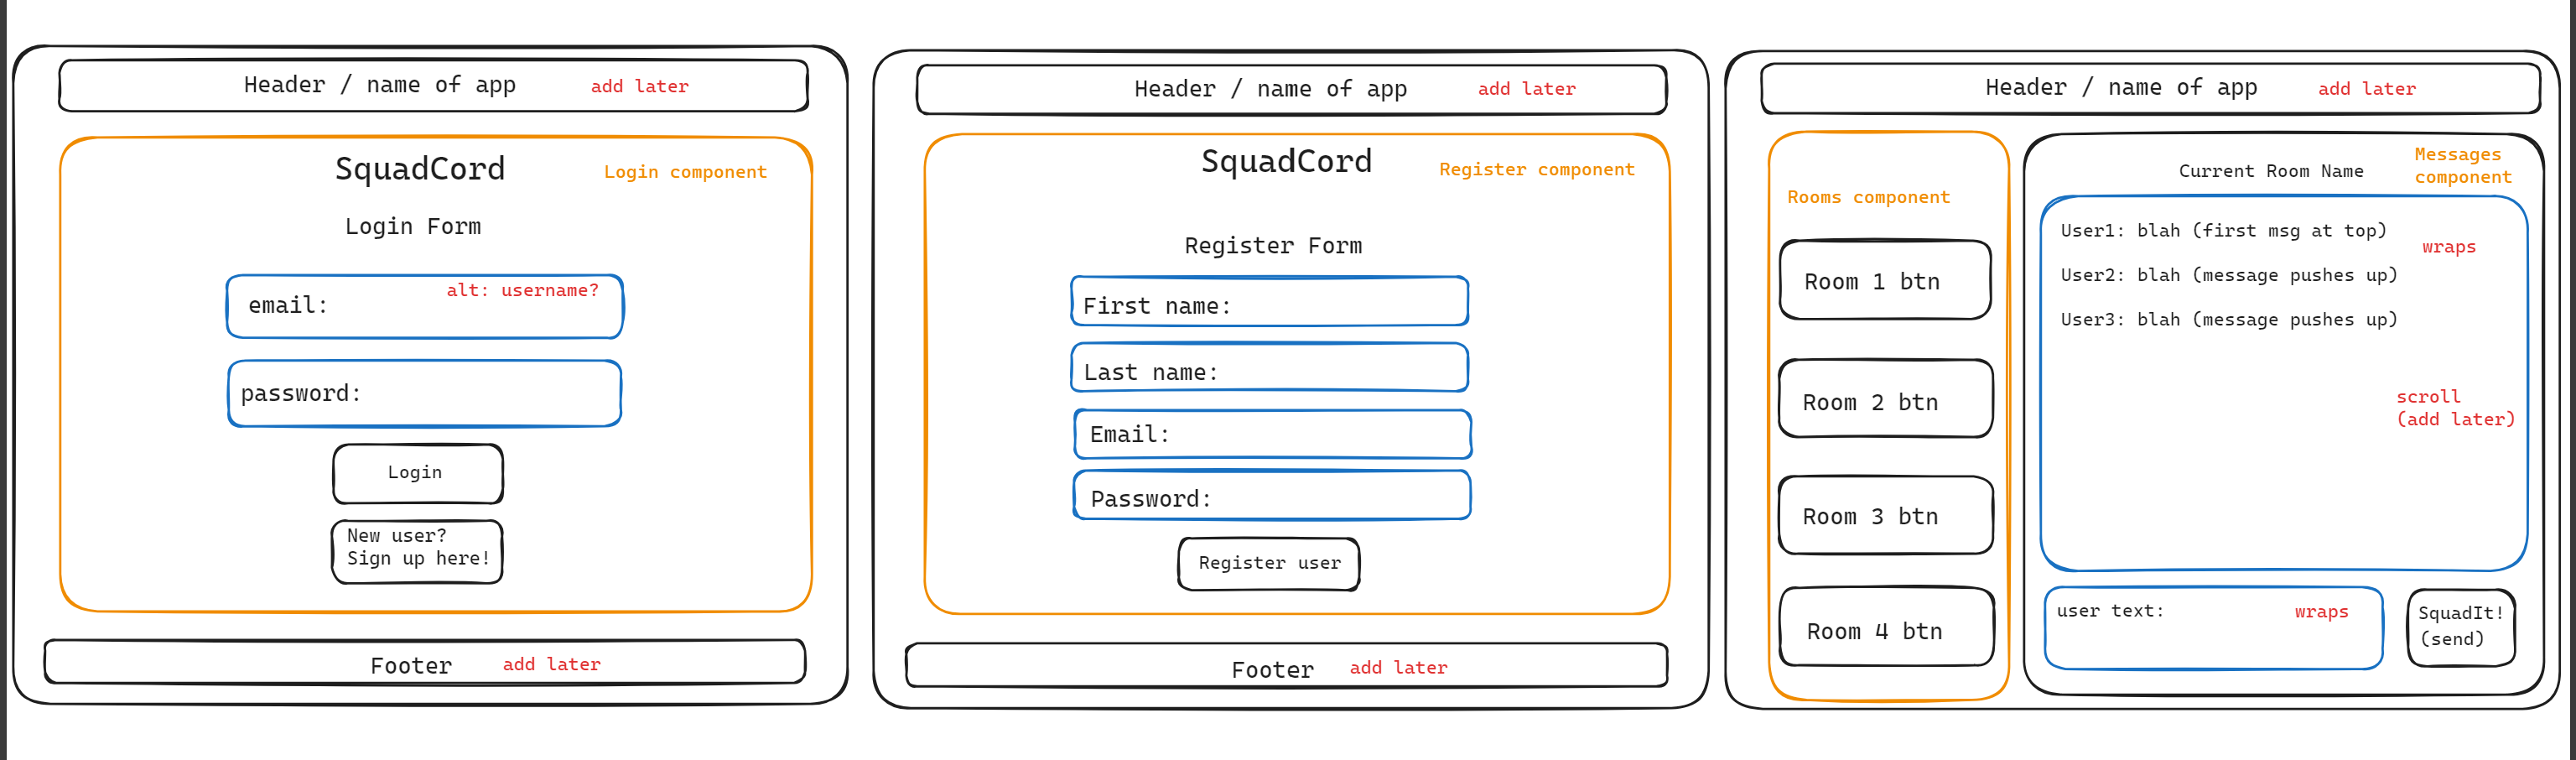 Header / name of app add later
SquadCord
Login component
Login Form
email:
alt: username?
password:
Login
New user?
Sign up here!
Footer add later
Header / name of app add later
SquadCord
Register component
Register Form
First name:
Last name:
Email:
Password:
Register user
Footer add later
Header / name of app add later
Rooms component
Room 1 btn
Room 2 btn
Room 3 btn
Room 4 btn
Current Room Name
Messages
component
User1: blah (first msg at top)
wraps
User2: blah (message pushes up)
User3: blah (message pushes up)
scroll
(add later)
user text:
wraps
SquadIt!
(send)